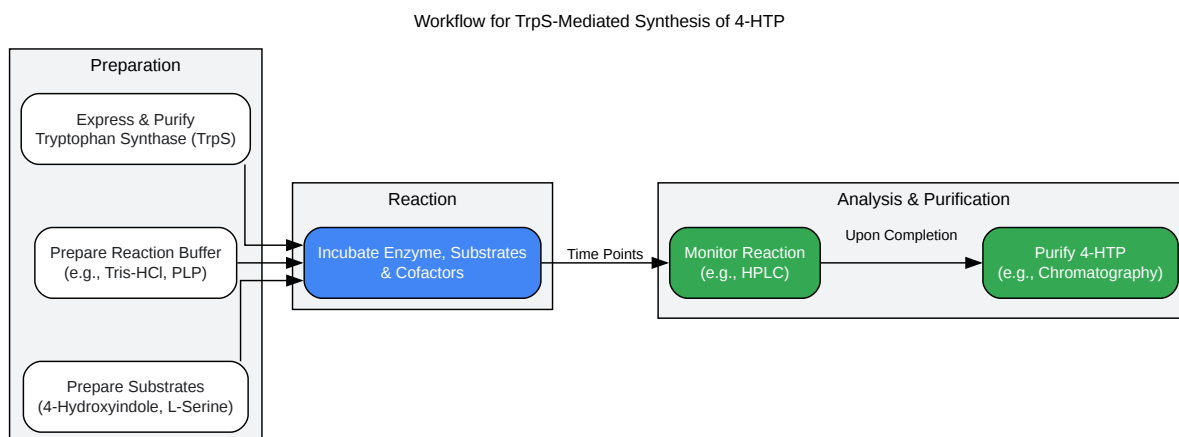 Workflow for TrpS-Mediated Synthesis of 4-HTP
Preparation
Express & Purify
Tryptophan Synthase (TrpS)
Prepare Reaction Buffer
(e.g., Tris-HCl, PLP)
Prepare Substrates
(4-Hydroxyindole, L-Serine)
Reaction
Incubate Enzyme, Substrates
& Cofactors
Time Points
Analysis & Purification
Monitor Reaction
(e.g., HPLC)
Upon Completion
Purify 4-HTP
(e.g., Chromatography)